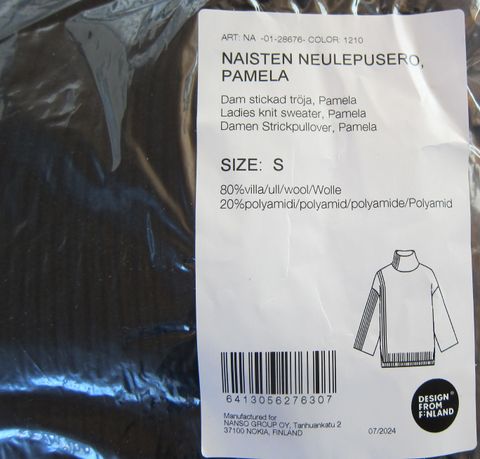 ART: NA -01-28676- COLOR: 1210
NAISTEN NEULEPUSERO,
PAMELA
Dam stickad tröja, Pamela
Ladies knit sweater, Pamela
Damen Strickpullover, Pamela
SIZE: S
80%villa/ull/wool/Wolle
20%polyamidi/polyamid/polyamide/Polyamid
6413056276307
Manufactured for
NANSO GROUP OY, Tanhuankatu 2
37100 NOKIA, FINLAND
07/2024
DESIGN
FROM
FINLAND